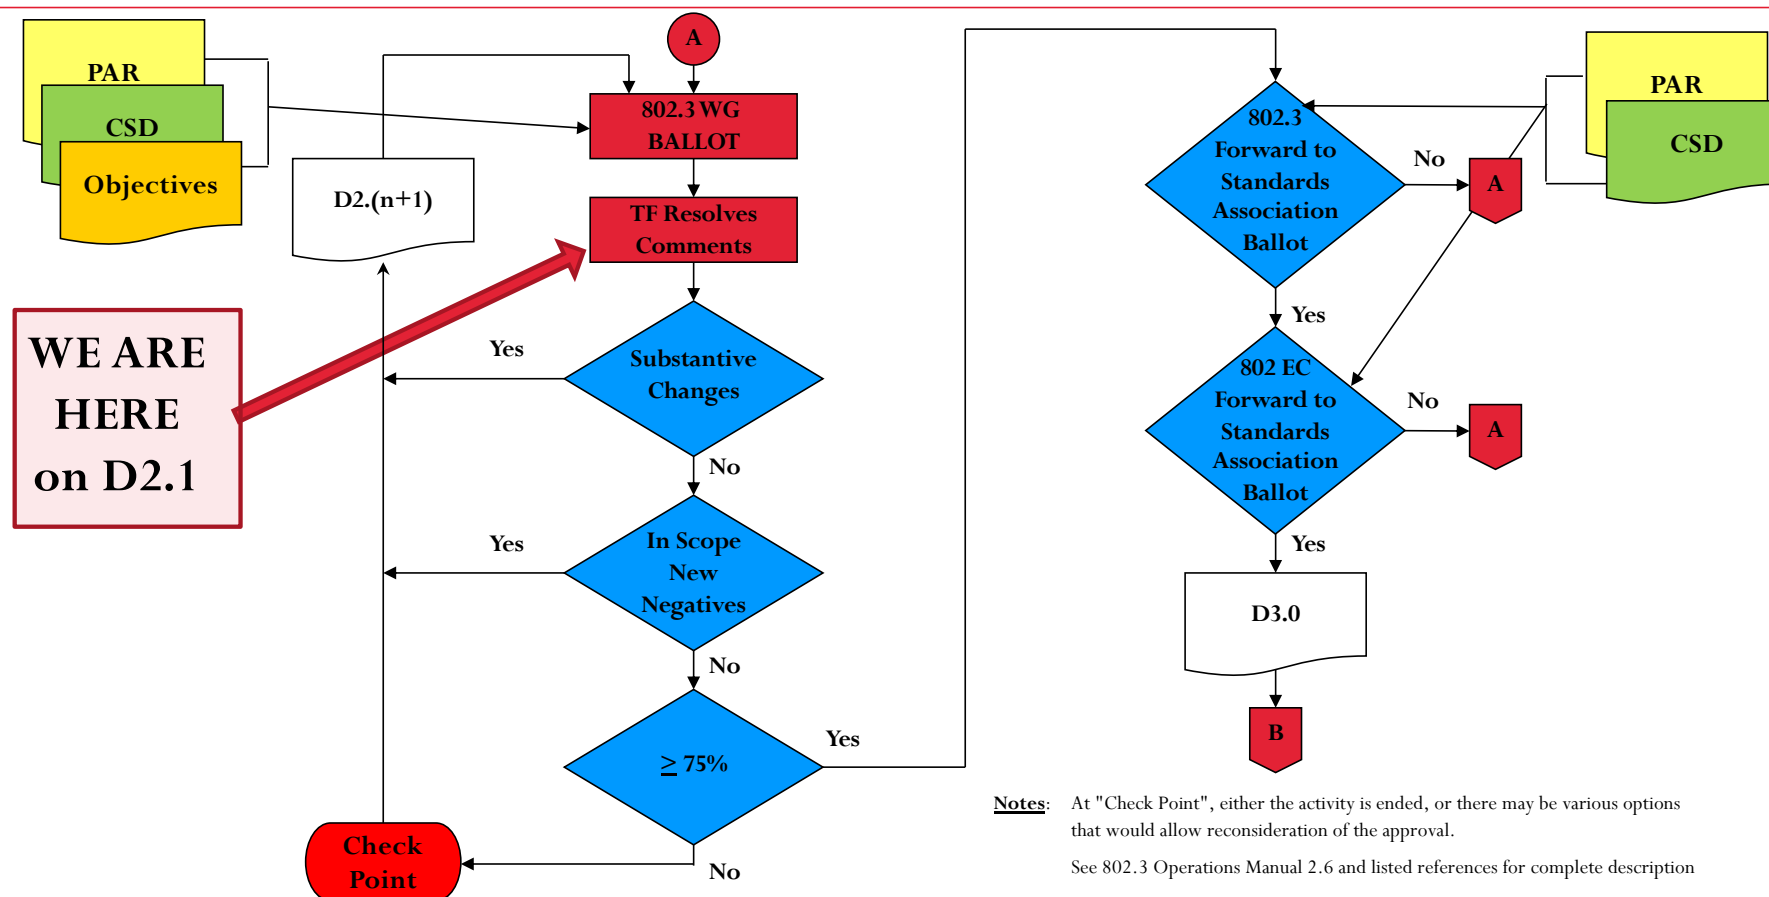 PAR
CSD
Objectives
D2.(n+1)
A
802.3 WG
BALLOT
TF Resolves
Comments
WE ARE
HERE
on D2.1
Yes
Substantive
Changes
No
Yes
In Scope
New
Negatives
No
≥ 75%
Yes
No
Check
Point
802.3
Forward to
Standards
Association
Ballot
No
A
Yes
PAR
CSD
802 EC
Forward to
Standards
Association
Ballot
No
A
Yes
D3.0
B
Notes: At "Check Point", either the activity is ended, or there may be various options
that would allow reconsideration of the approval.
See 802.3 Operations Manual 2.6 and listed references for complete description